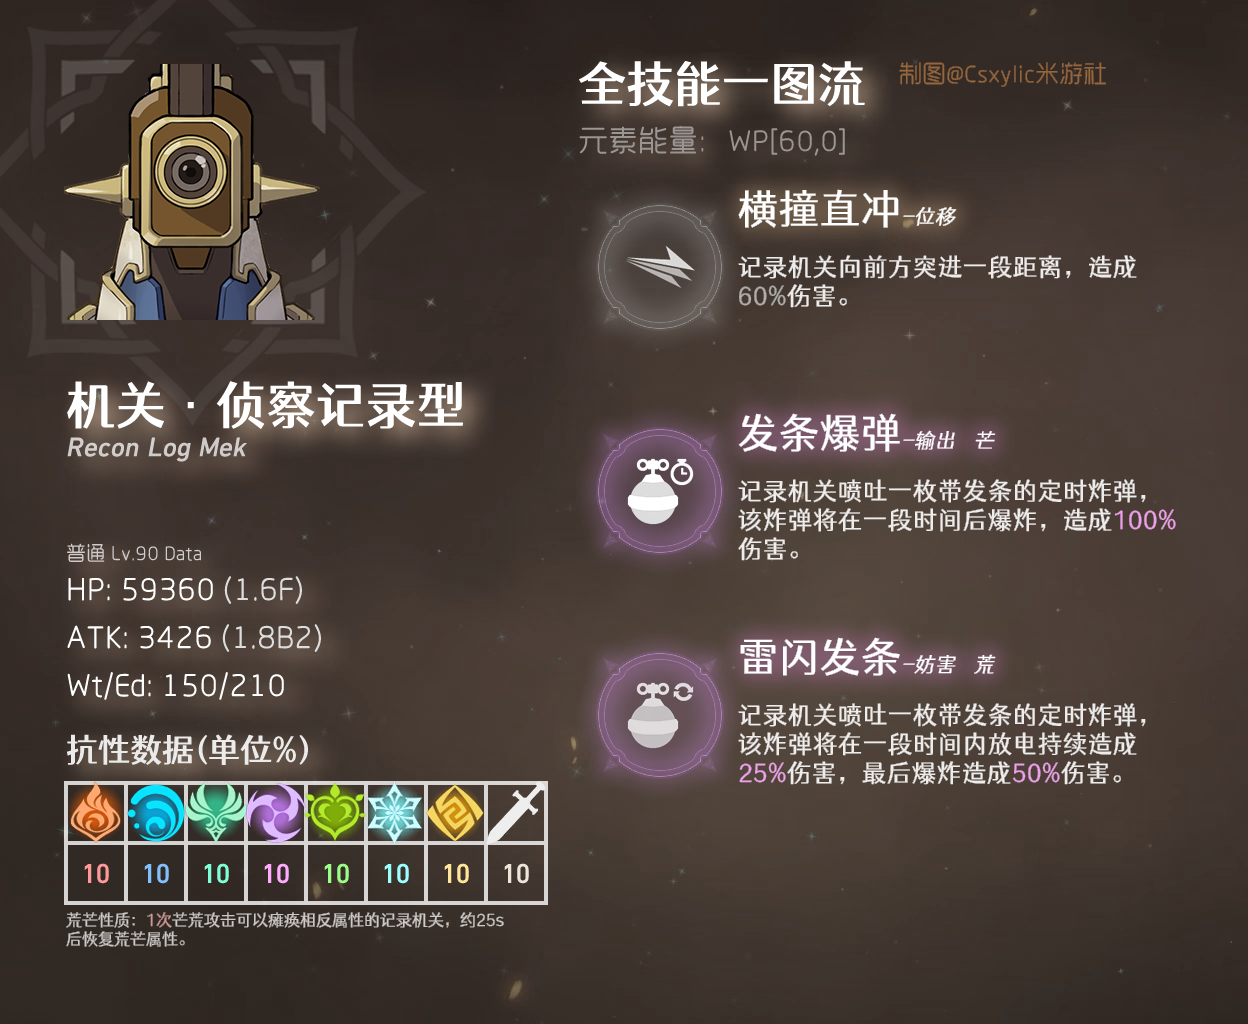 全技能一图流
制图@Csxylic米游社
元素能量： WP[60,0]
横撞直冲-位移
记录机关向前方突进一段距离，造成
60%伤害。
机关·侦察记录型
Recon Log Mek
发条爆弹-输出 芒
记录机关喷吐一枚带发条的定时炸弹，
该炸弹将在一段时间后爆炸，造成100%
伤害。
普通 Lv.90 Data
HP: 59360 (1.6F)
ATK: 3426 (1.8B2)
Wt/Ed: 150/210
雷闪发条-妨害 荒
记录机关喷吐一枚带发条的定时炸弹，
该炸弹将在一段时间内放电持续造成
25%伤害，最后爆炸造成50%伤害。
抗性数据(单位%)
10 10 10 10 10 10 10 10
荒芒性质：1次芒荒攻击可以瘫痪相反属性的记录机关，约25s
后恢复荒芒属性。